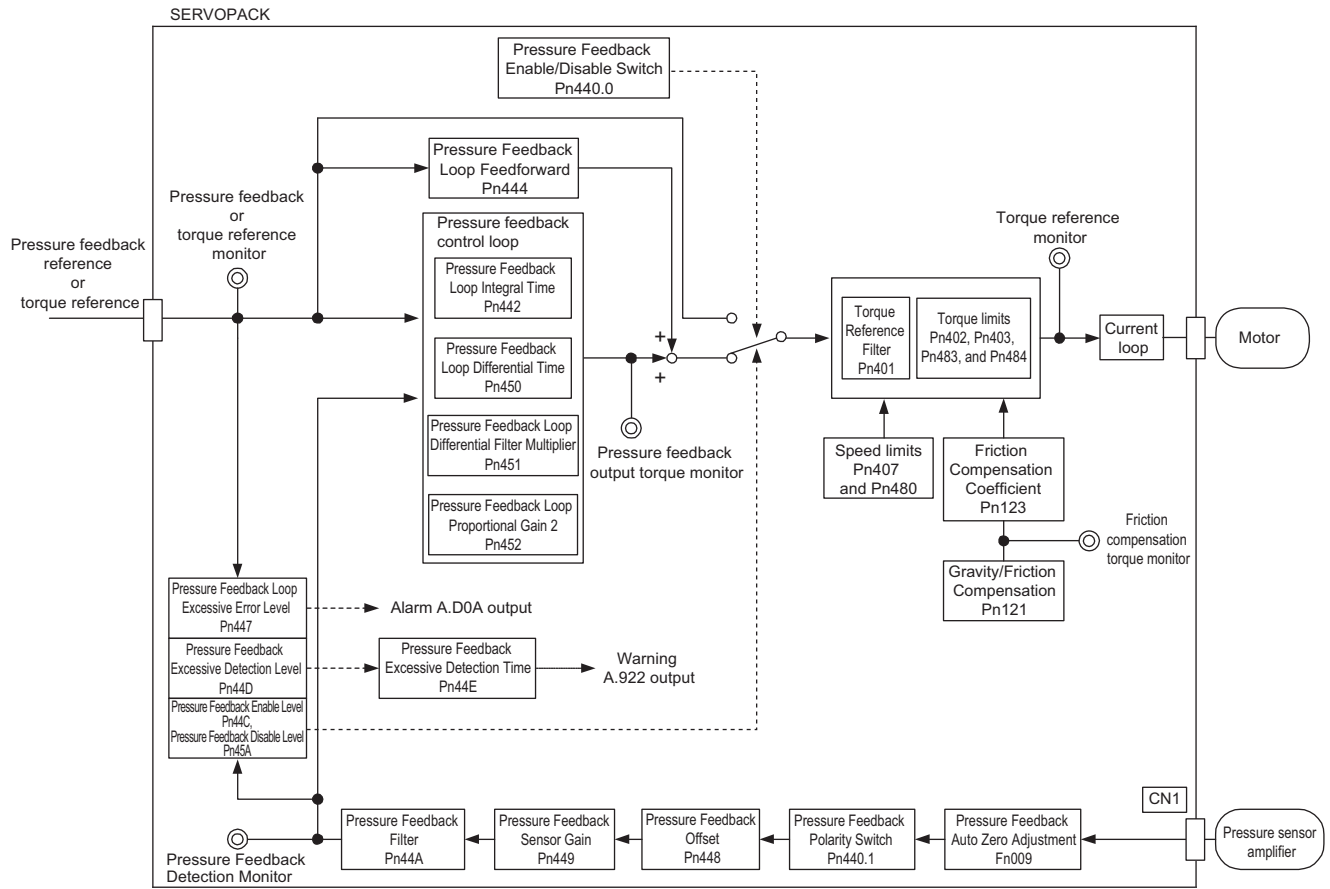 SERVOPACK
Pressure Feedback
Enable/Disable Switch
Pn440.0
Pressure Feedback
Loop Feedforward
Pn444
Pressure feedback
or
torque reference
monitor
Pressure feedback
reference
or
torque reference
Pressure feedback
control loop
Pressure Feedback
Loop Integral Time
Pn442
Pressure Feedback
Loop Differential Time
Pn450
Pressure Feedback Loop
Differential Filter Multiplier
Pn451
Pressure Feedback Loop
Proportional Gain 2
Pn452
+
+
Pressure feedback
output torque monitor
Torque reference
monitor
Torque
Reference
Filter
Pn401
Torque limits
Pn402, Pn403,
Pn483, and Pn484
Current
loop
Motor
Speed limits
Pn407
and Pn480
Friction
Compensation
Coefficient
Pn123
Friction
compensation
torque monitor
Gravity/Friction
Compensation
Pn121
Pressure Feedback Loop
Excessive Error Level
Pn447
Alarm A.D0A output
Pressure Feedback
Excessive Detection Level
Pn44D
Pressure Feedback
Excessive Detection Time
Pn44E
Warning
A.922 output
Pressure Feedback Enable Level
Pn44C,
Pressure Feedback Disable Level
Pn45A
Pressure Feedback
Detection Monitor
Pressure Feedback
Filter
Pn44A
Pressure Feedback
Sensor Gain
Pn449
Pressure Feedback
Offset
Pn448
Pressure Feedback
Polarity Switch
Pn440.1
Pressure Feedback
Auto Zero Adjustment
Fn009
CN1
Pressure sensor
amplifier